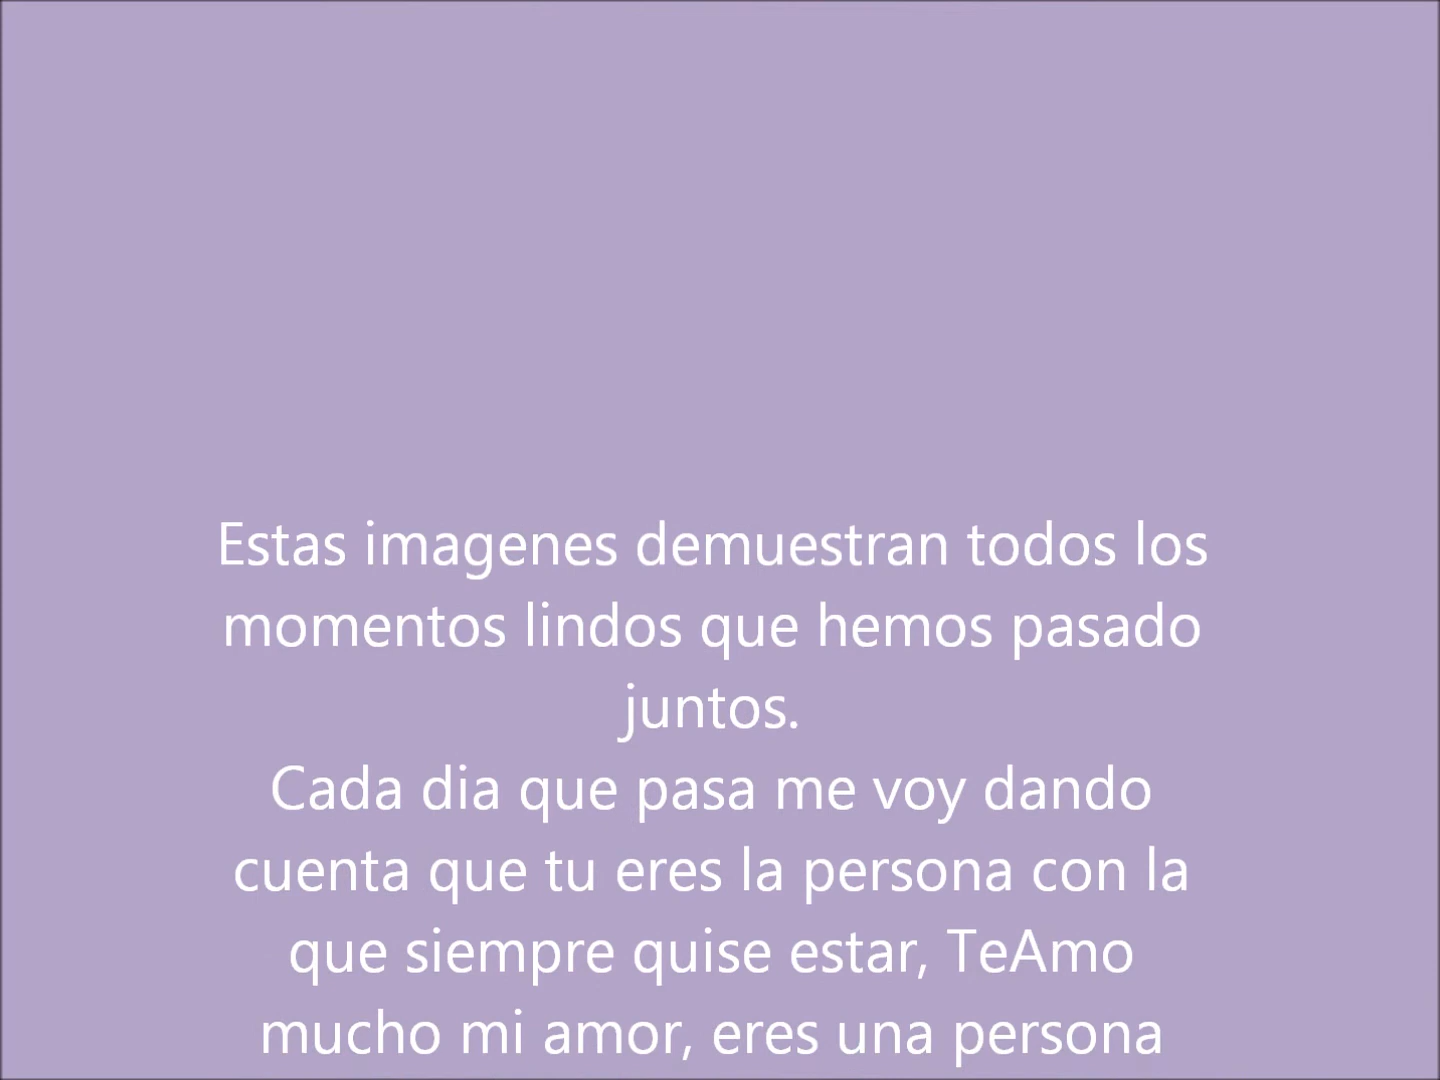 Estas imagenes demuestran todos los
momentos lindos que hemos pasado
juntos.
Cada dia que pasa me voy dando
cuenta que tu eres la persona con la
que siempre quise estar, TeAmo
mucho mi amor, eres una persona